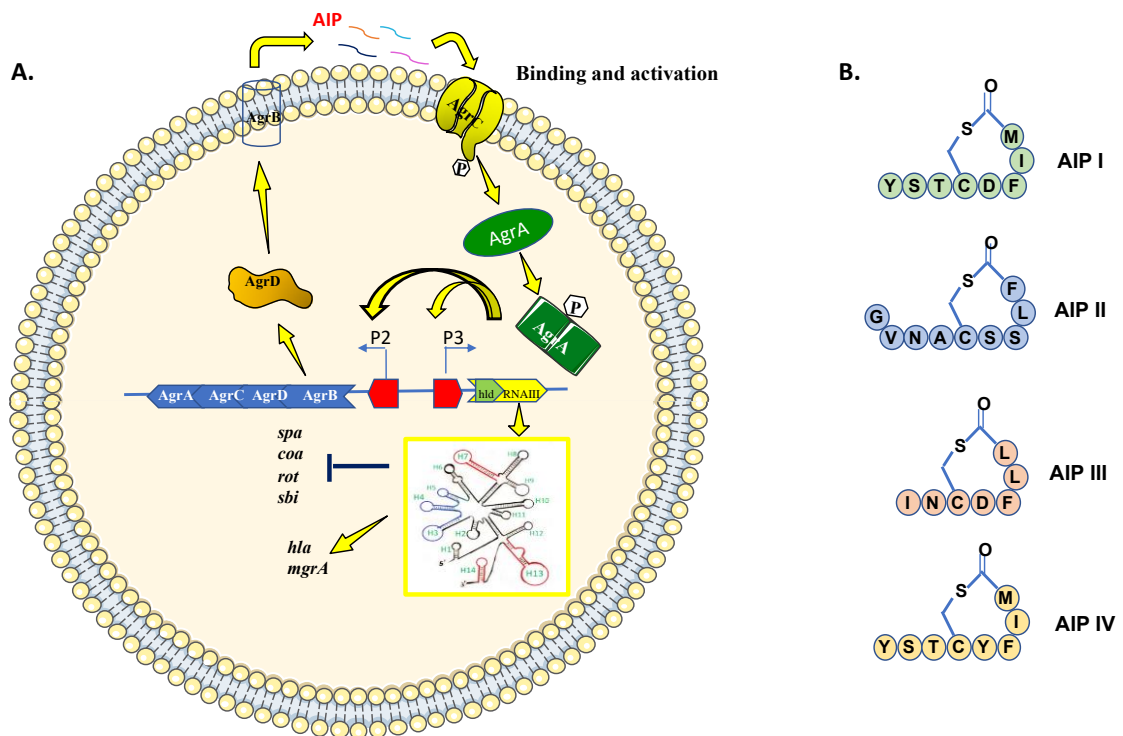 A.
AIP
Binding and activation
AgrB
AgrC
P
AgrA
AgrD
P
AgrA
P2
P3
AgrA AgrC AgrD AgrB
hld RNAIII
spa
coa
rot
sbi
hla
mgrA
H7
H8
H6
H9
H5
H4
H10
H11
H3
H2
H12
H1
5'
H14
H13
3'
B.
O
S
M
I
Y S T C D F
AIP I
O
S
F
L
G
V N A C S S
AIP II
O
S
L
L
I N C D F
AIP III
O
S
M
I
Y S T C Y F
AIP IV